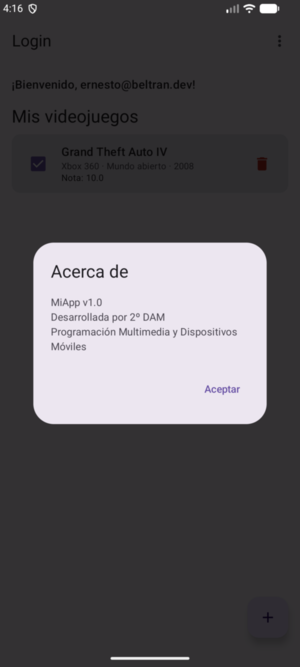 4:16
Login
¡Bienvenido, ernesto@beltran.dev!
Mis videojuegos
Grand Theft Auto IV
Xbox 360 · Mundo abierto · 2008
Nota: 10.0
Acerca de
MiApp v1.0
Desarrollada por 2º DAM
Programación Multimedia y Dispositivos
Móviles
Aceptar
+